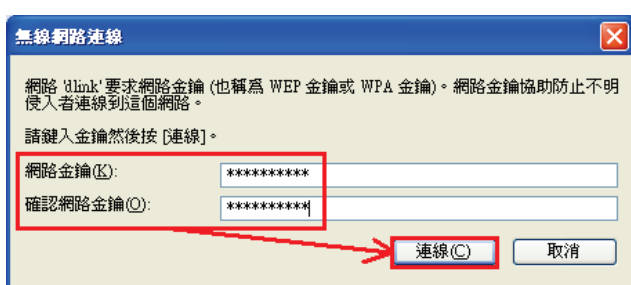 無線網路連線
網路 'dlink' 要求網路金鑰 (也稱為 WEP 金鑰或 WPA 金鑰)。網路金鑰協助防止不明
侵入者連線到這個網路。
請鍵入金鑰然後按 [連線]。
網路金鑰(K): **********
確認網路金鑰(O): **********
連線(C) 取消